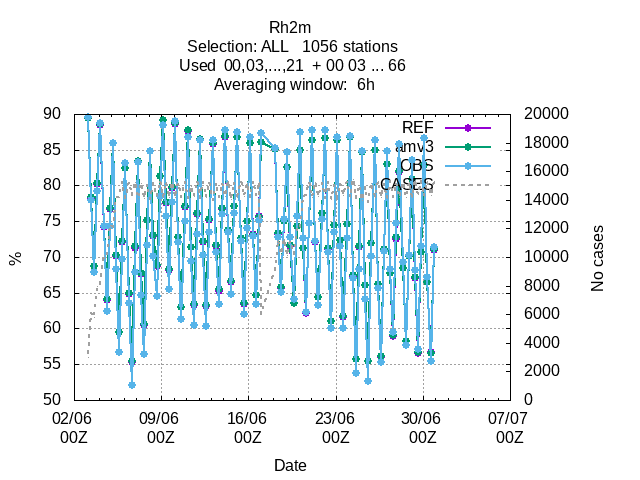 Rh2m
Selection: ALL 1056 stations
Used 00,03,...,21 + 00 03 ... 66
Averaging window: 6h
90
85
80
75
70
65
60
55
50
%
20000
18000
16000
14000
12000
10000
8000
6000
4000
2000
0
No cases
REF
amv3
OBS
CASES
02/06 09/06 16/06 23/06 30/06 07/07
00Z 00Z 00Z 00Z 00Z 00Z
Date